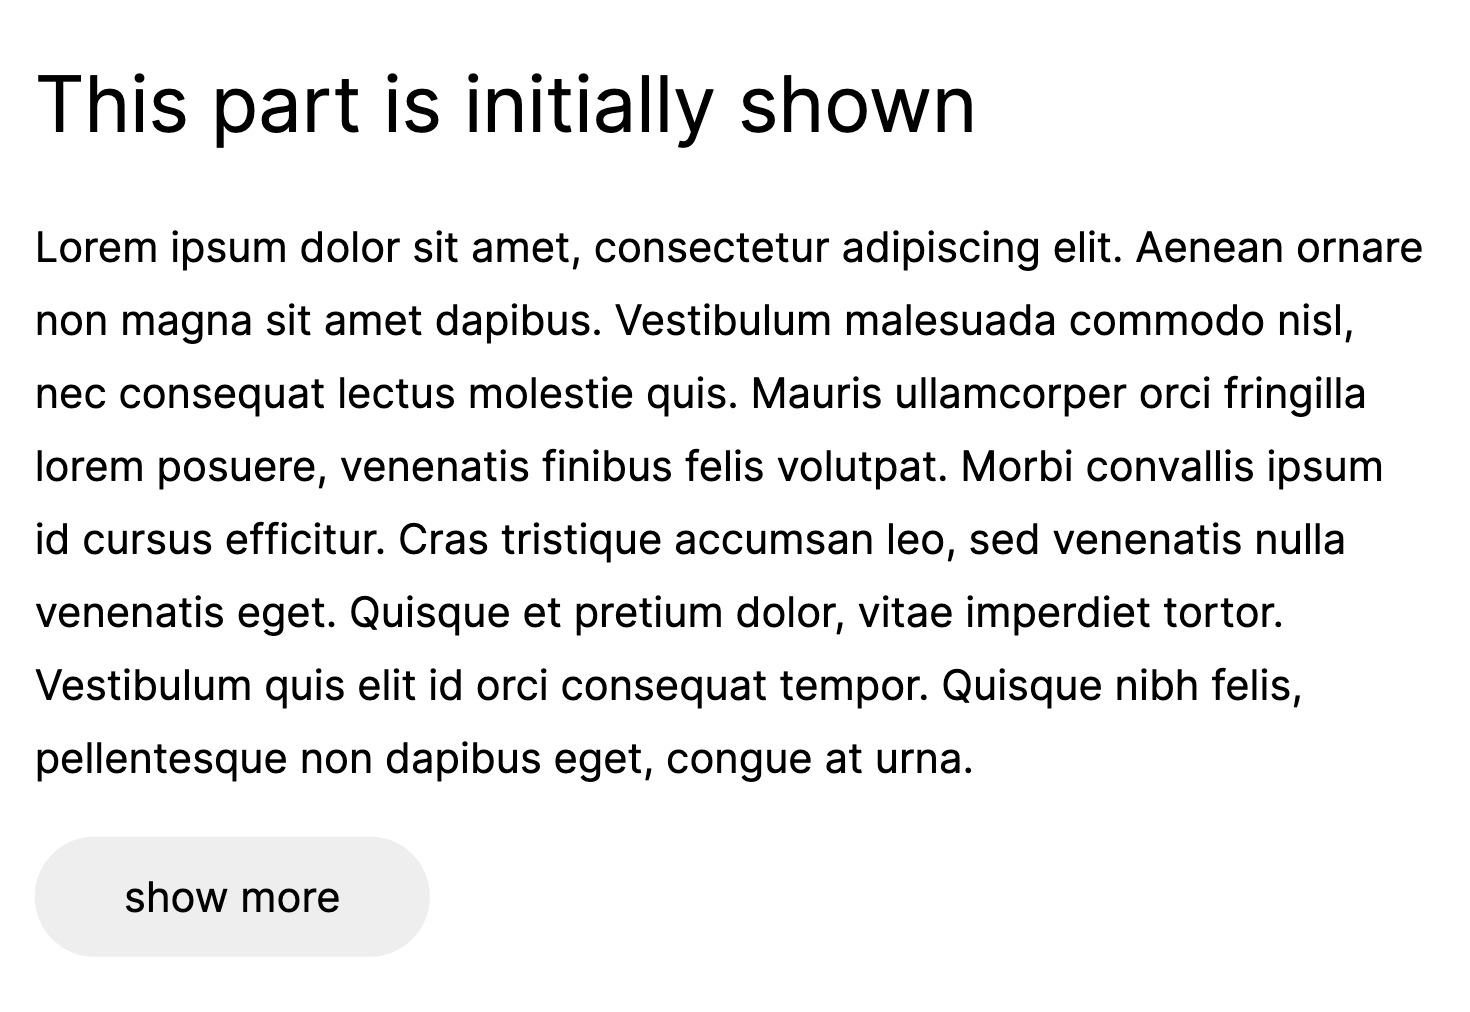 This part is initially shown
Lorem ipsum dolor sit amet, consectetur adipiscing elit. Aenean ornare
non magna sit amet dapibus. Vestibulum malesuada commodo nisl,
nec consequat lectus molestie quis. Mauris ullamcorper orci fringilla
lorem posuere, venenatis finibus felis volutpat. Morbi convallis ipsum
id cursus efficitur. Cras tristique accumsan leo, sed venenatis nulla
venenatis eget. Quisque et pretium dolor, vitae imperdiet tortor.
Vestibulum quis elit id orci consequat tempor. Quisque nibh felis,
pellentesque non dapibus eget, congue at urna.
show more